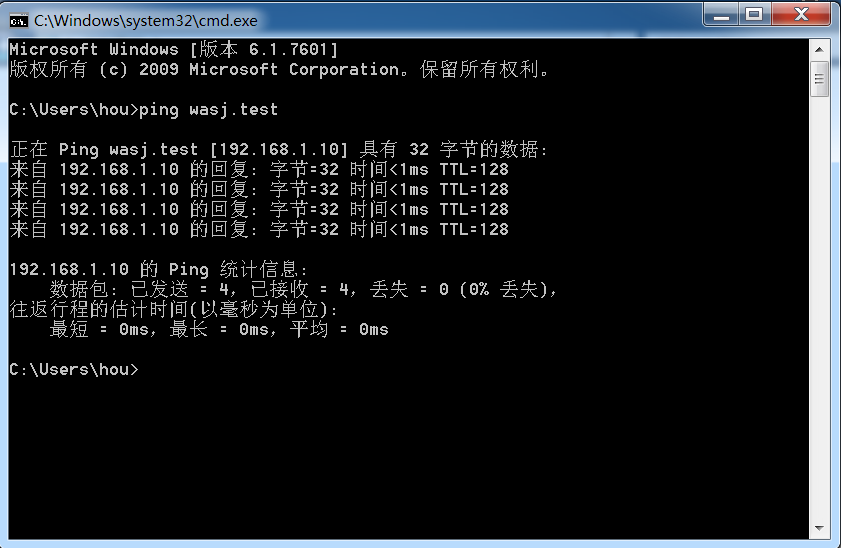 C:\Windows\system32\cmd.exe
Microsoft Windows [版本 6.1.7601]
版权所有 (c) 2009 Microsoft Corporation。保留所有权利。
C:\Users\hou>ping wasj.test
正在 Ping wasj.test [192.168.1.10] 具有 32 字节的数据:
来自 192.168.1.10 的回复: 字节=32 时间<1ms TTL=128
来自 192.168.1.10 的回复: 字节=32 时间<1ms TTL=128
来自 192.168.1.10 的回复: 字节=32 时间<1ms TTL=128
来自 192.168.1.10 的回复: 字节=32 时间<1ms TTL=128
192.168.1.10 的 Ping 统计信息:
数据包: 已发送 = 4，已接收 = 4，丢失 = 0 (0% 丢失)，
往返行程的估计时间(以毫秒为单位):
最短 = 0ms，最长 = 0ms，平均 = 0ms
C:\Users\hou>